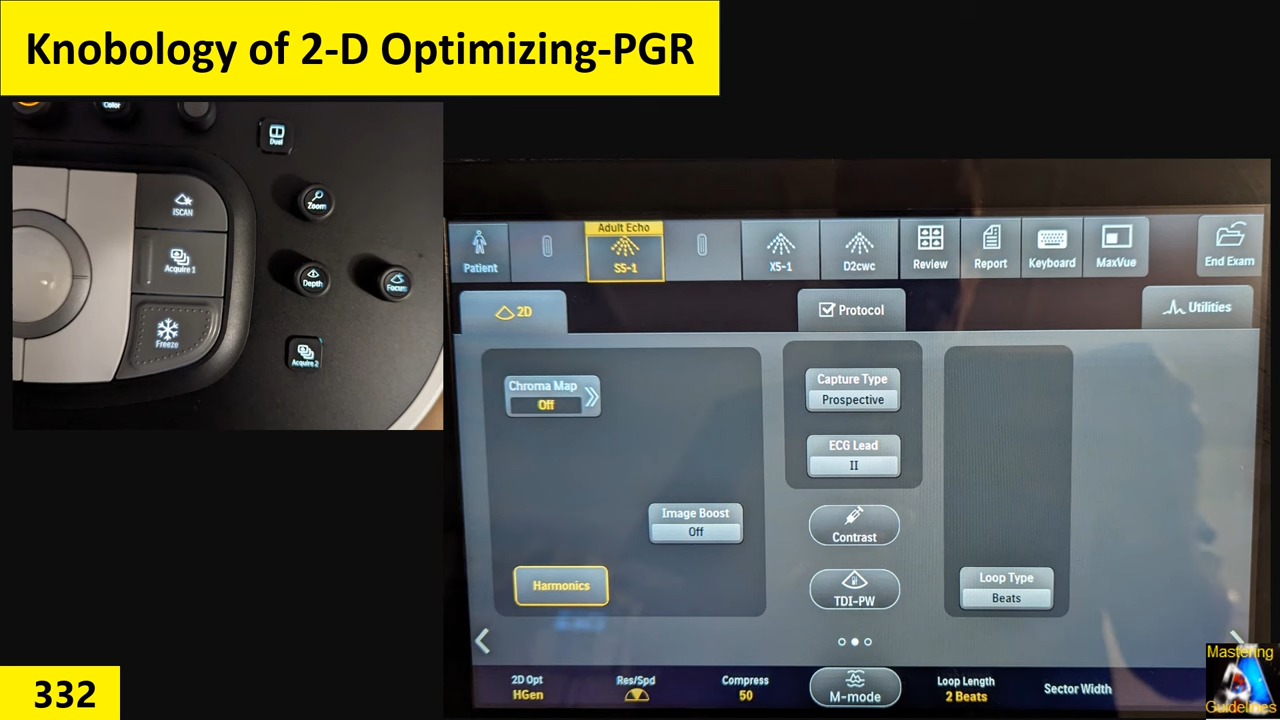 Knobology of 2-D Optimizing-PGR
Color
Dual
iSCAN
Zoom
Acquire 1
Depth
Focus
Freeze
Acquire 2
Adult Echo
Patient
S5-1
X5-1
D2cwc
Review
Report
Keyboard
MaxVue
End Exam
2D
Protocol
Utilities
Chroma Map
Off
Capture Type
Prospective
ECG Lead
II
Image Boost
Off
Contrast
Harmonics
TDI-PW
Loop Type
Beats
2D Opt
HGen
Res/Spd
Compress
50
M-mode
Loop Length
2 Beats
Sector Width
332
Mastering
Guidelines